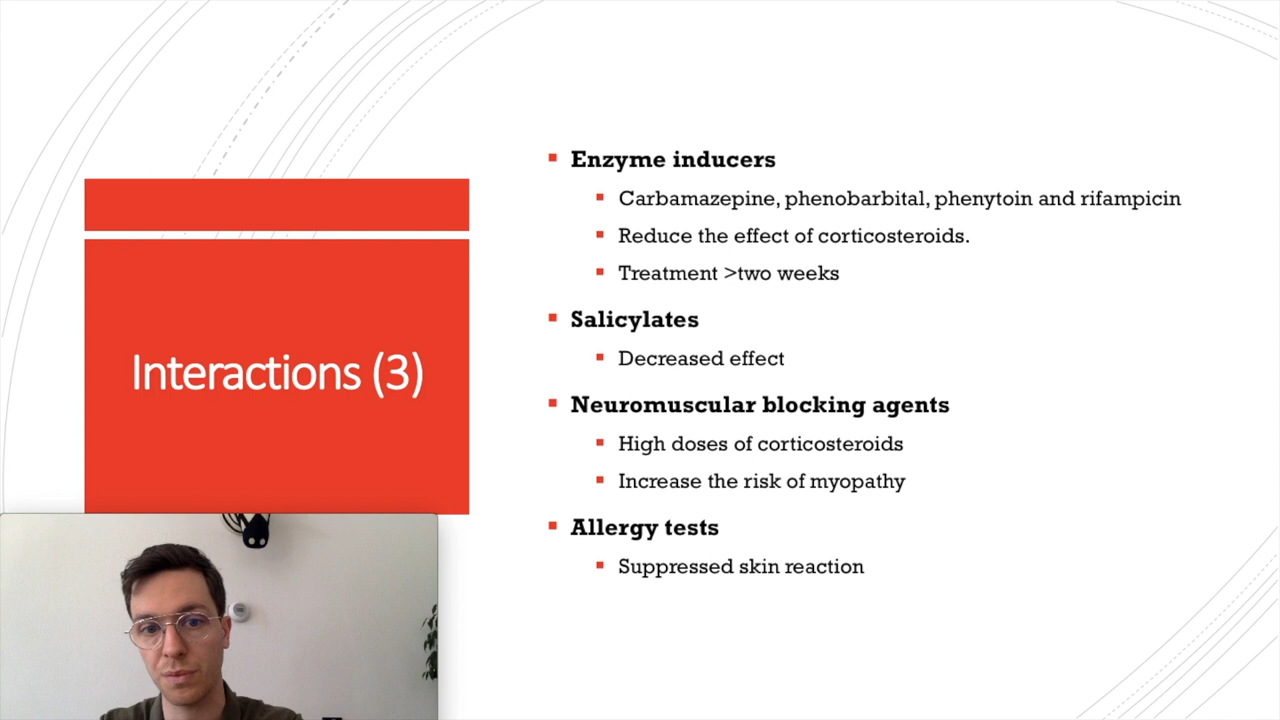 Interactions (3)
Enzyme inducers
Carbamazepine, phenobarbital, phenytoin and rifampicin
Reduce the effect of corticosteroids.
Treatment >two weeks
Salicylates
Decreased effect
Neuromuscular blocking agents
High doses of corticosteroids
Increase the risk of myopathy
Allergy tests
Suppressed skin reaction